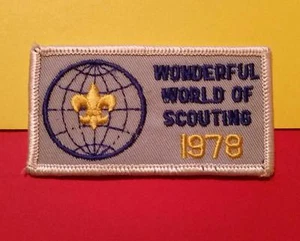 WONDERFUL
WORLD OF
SCOUTING
1978